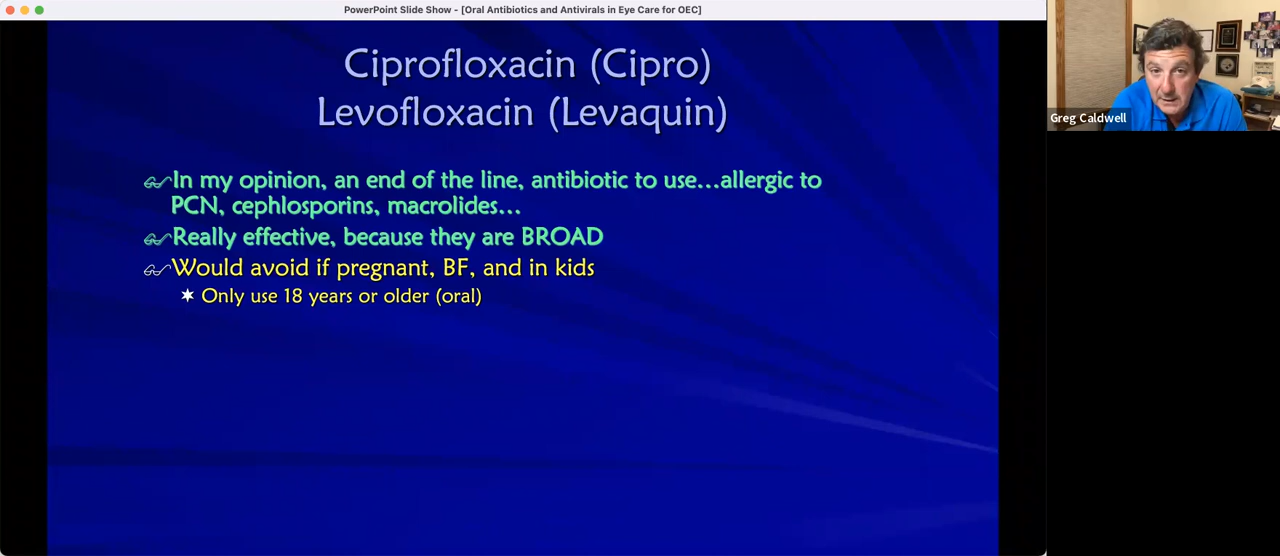 PowerPoint Slide Show - [Oral Antibiotics and Antivirals in Eye Care for OEC]
Ciprofloxacin (Cipro)
Levofloxacin (Levaquin)
In my opinion, an end of the line, antibiotic to use...allergic to
PCN, cephlosporins, macrolides...
Really effective, because they are BROAD
Would avoid if pregnant, BF, and in kids
Only use 18 years or older (oral)
Greg Caldwell